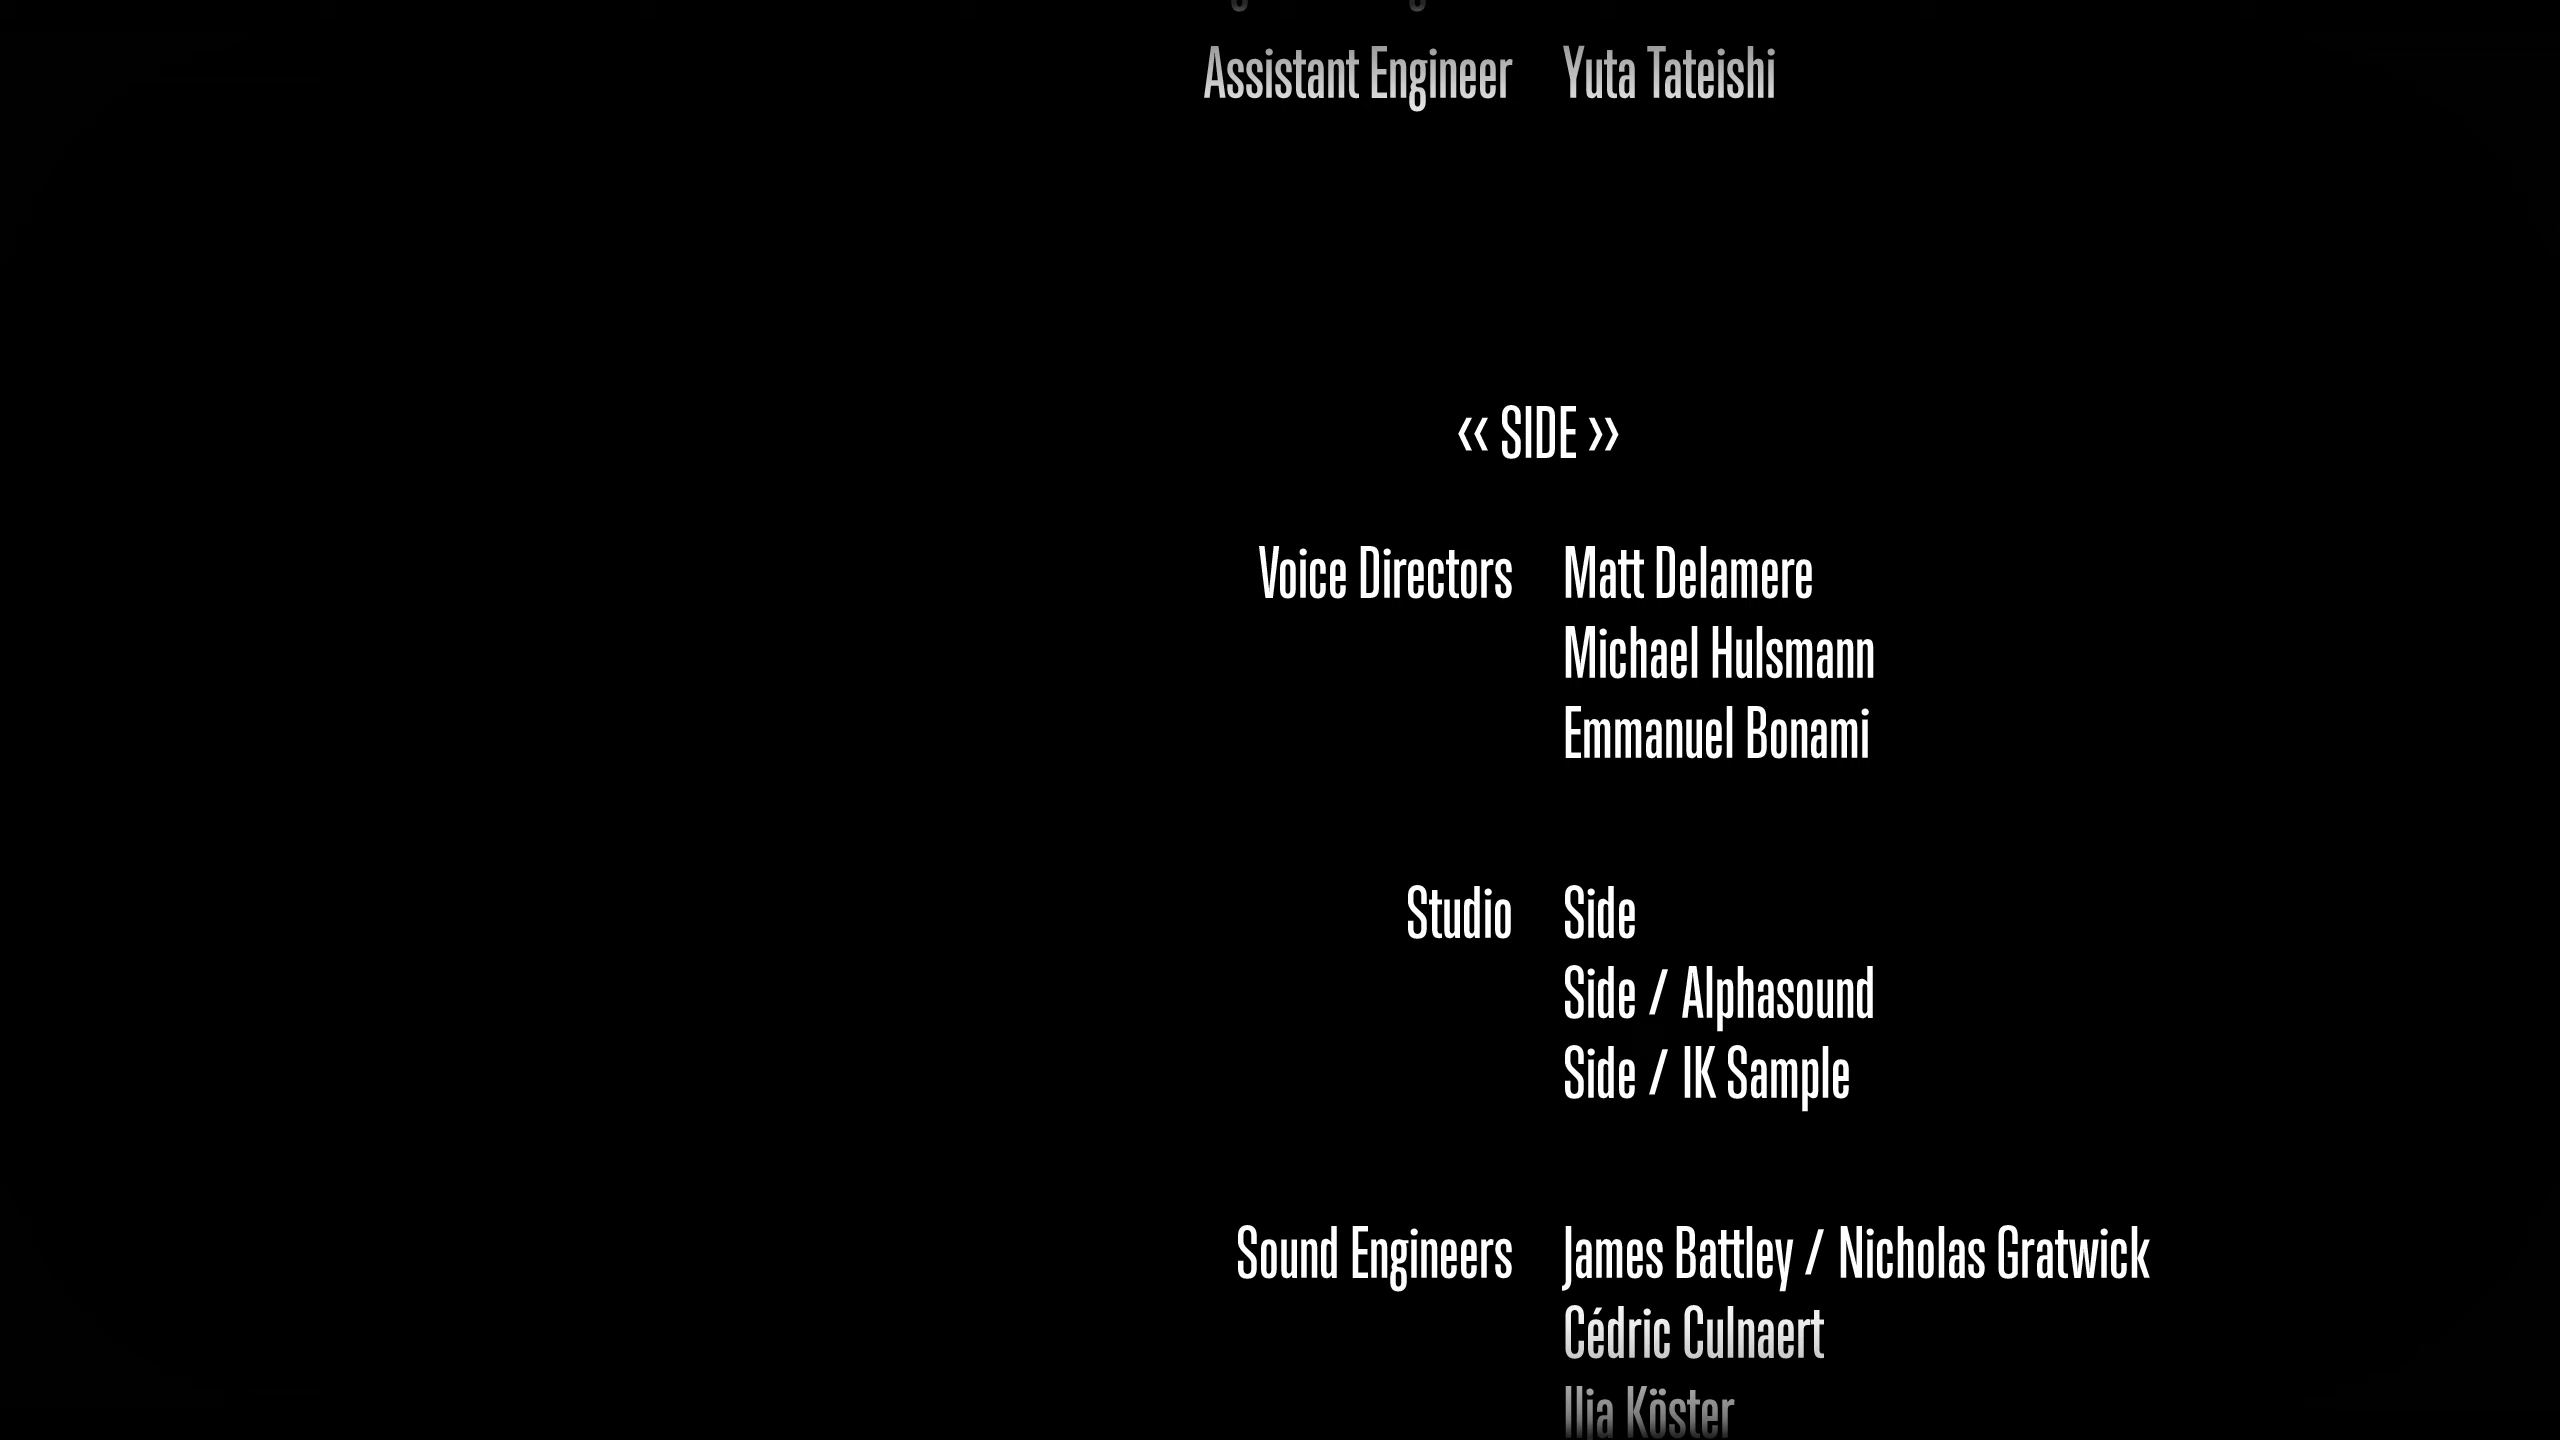 Assistant Engineer Yuta Tateishi
« SIDE »
Voice Directors Matt Delamere
Michael Hulsmann
Emmanuel Bonami
Studio Side
Side / Alphasound
Side / IK Sample
Sound Engineers James Battley / Nicholas Gratwick
Cédric Culnaert
Ilja Köster